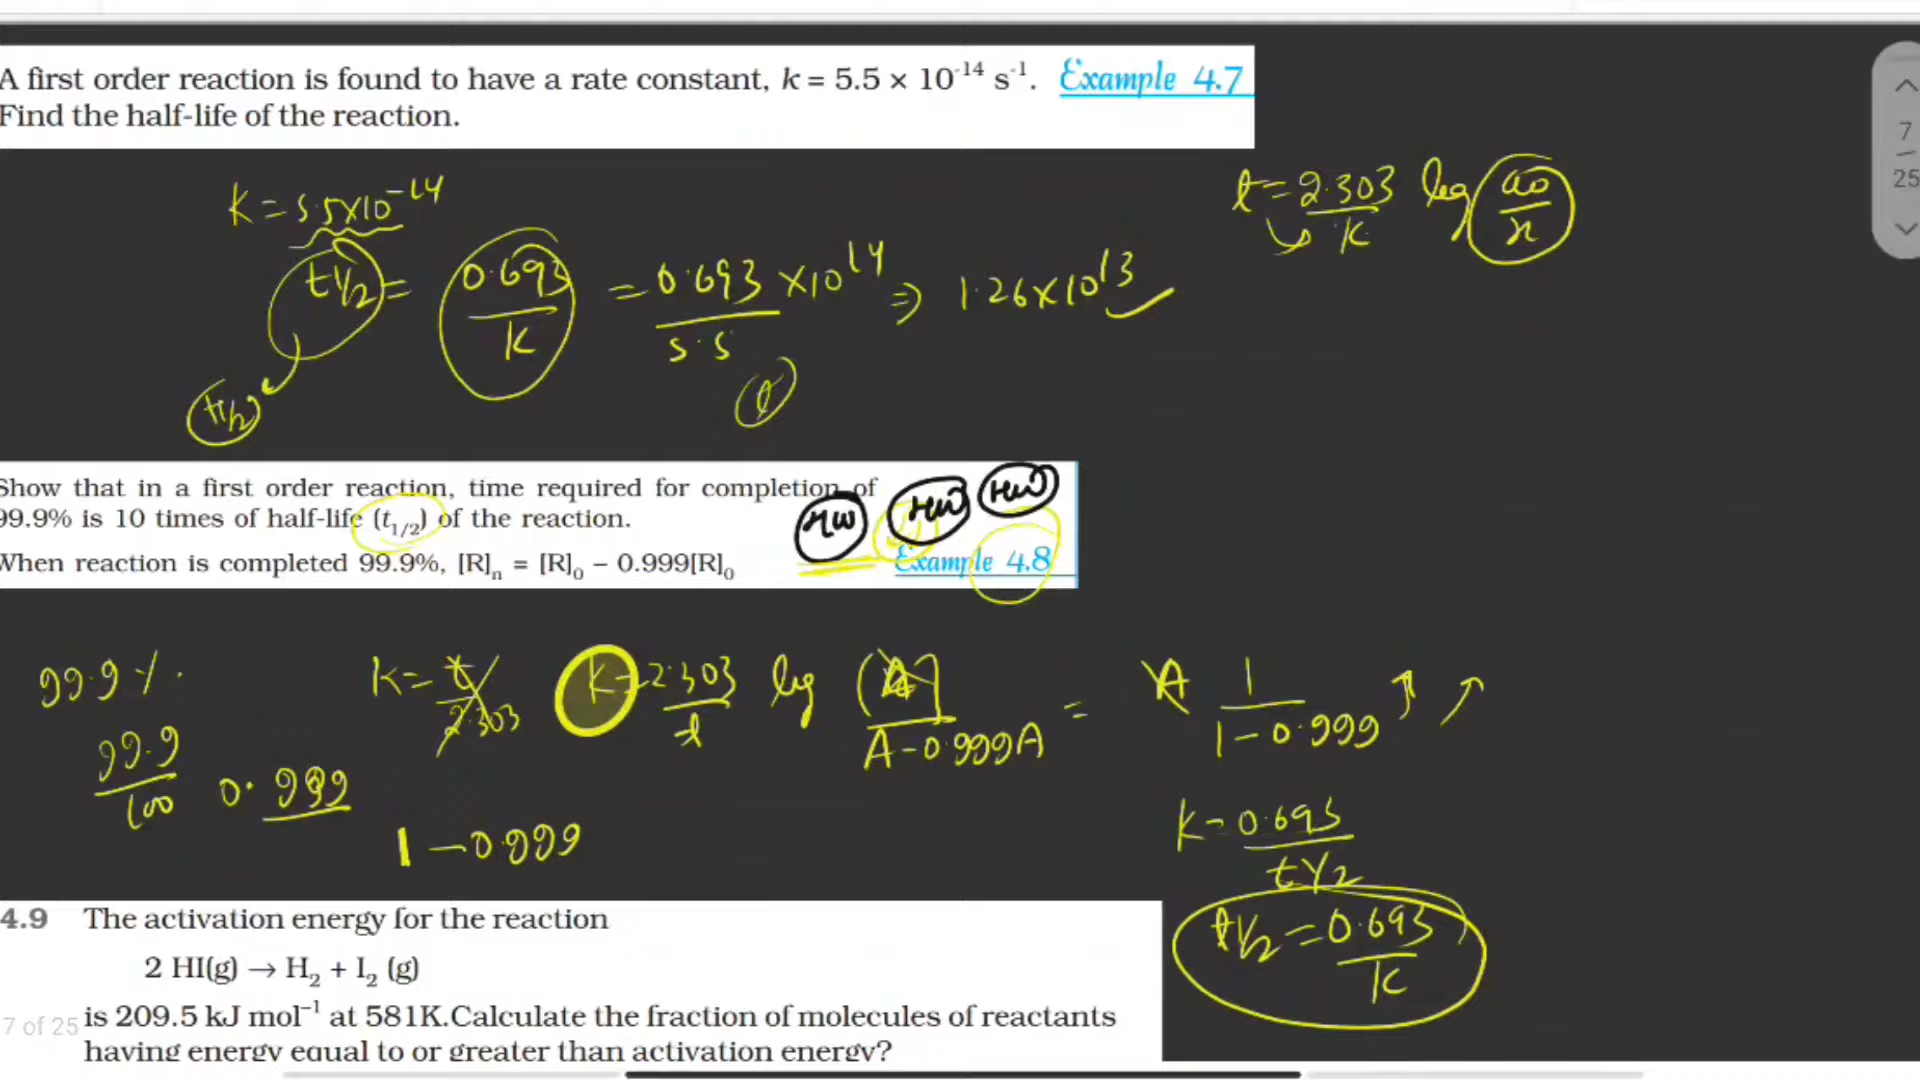 A first order reaction is found to have a rate constant, k = 5.5 × 10⁻¹⁴ s⁻¹. Example 4.7
Find the half-life of the reaction.
7
25
K=5.5×10⁻¹⁴
t=2.303/K log a0/x
t1/2= 0.693/K = 0.693/5.5 ×10¹⁴ ⇒ 1.26×10¹³
t1/2
t
Show that in a first order reaction, time required for completion of
99.9% is 10 times of half-life (t1/2) of the reaction.
HW HW HW
When reaction is completed 99.9%, [R]n = [R]0 – 0.999[R]0 Example 4.8
99.9% K=t/2.303 K=2.303/t log [A]/A-0.999A = A 1/1-0.999
99.9/100 0.999
1-0.999
K=0.693/t1/2
t1/2=0.693/K
4.9 The activation energy for the reaction
2 HI(g) → H2 + I2 (g)
7 of 25 is 209.5 kJ mol⁻¹ at 581K.Calculate the fraction of molecules of reactants
having energy equal to or greater than activation energy?